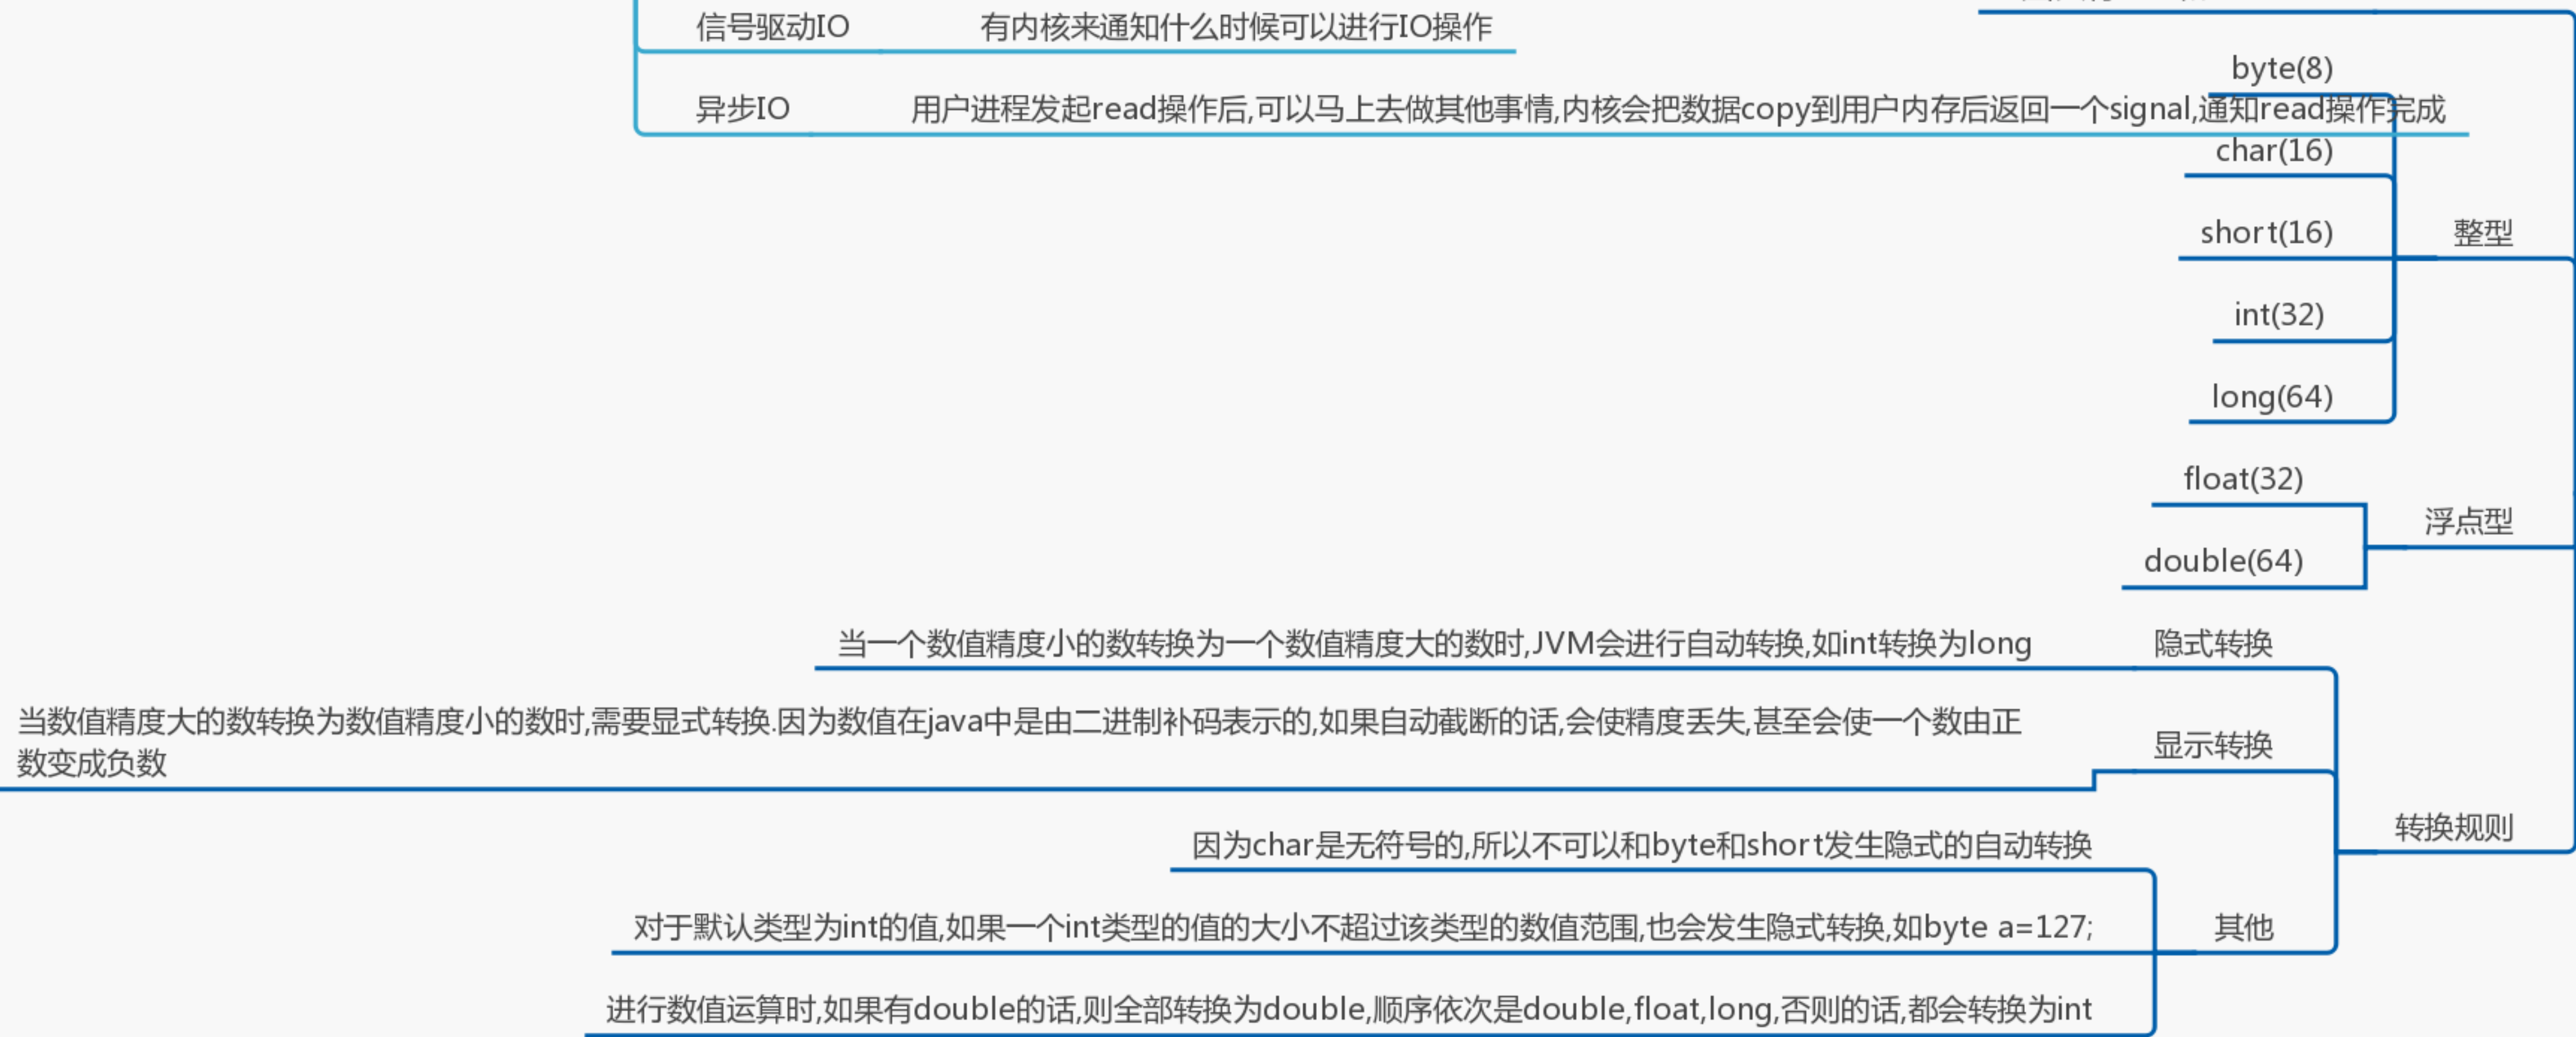 信号驱动IO
有内核来通知什么时候可以进行IO操作
byte(8)
异步IO
用户进程发起read操作后,可以马上去做其他事情,内核会把数据copy到用户内存后返回一个signal,通知read操作完成
char(16)
short(16)
整型
int(32)
long(64)
float(32)
浮点型
double(64)
当一个数值精度小的数转换为一个数值精度大的数时,JVM会进行自动转换,如int转换为long
隐式转换
当数值精度大的数转换为数值精度小的数时,需要显式转换.因为数值在java中是由二进制补码表示的,如果自动截断的话,会使精度丢失,甚至会使一个数由正
数变成负数
显示转换
转换规则
因为char是无符号的,所以不可以和byte和short发生隐式的自动转换
对于默认类型为int的值,如果一个int类型的值的大小不超过该类型的数值范围,也会发生隐式转换,如byte a=127;
其他
进行数值运算时,如果有double的话,则全部转换为double,顺序依次是double,float,long,否则的话,都会转换为int